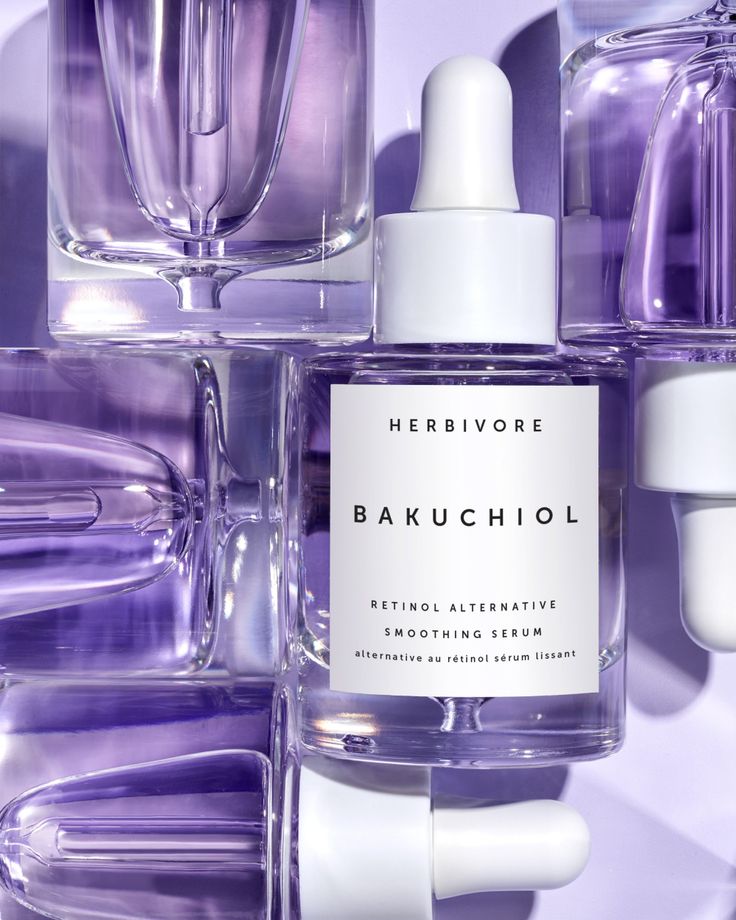 HERBIVORE
BAKUCHIOL
RETINOL ALTERNATIVE
SMOOTHING SERUM
alternative au rétinol sérum lissant